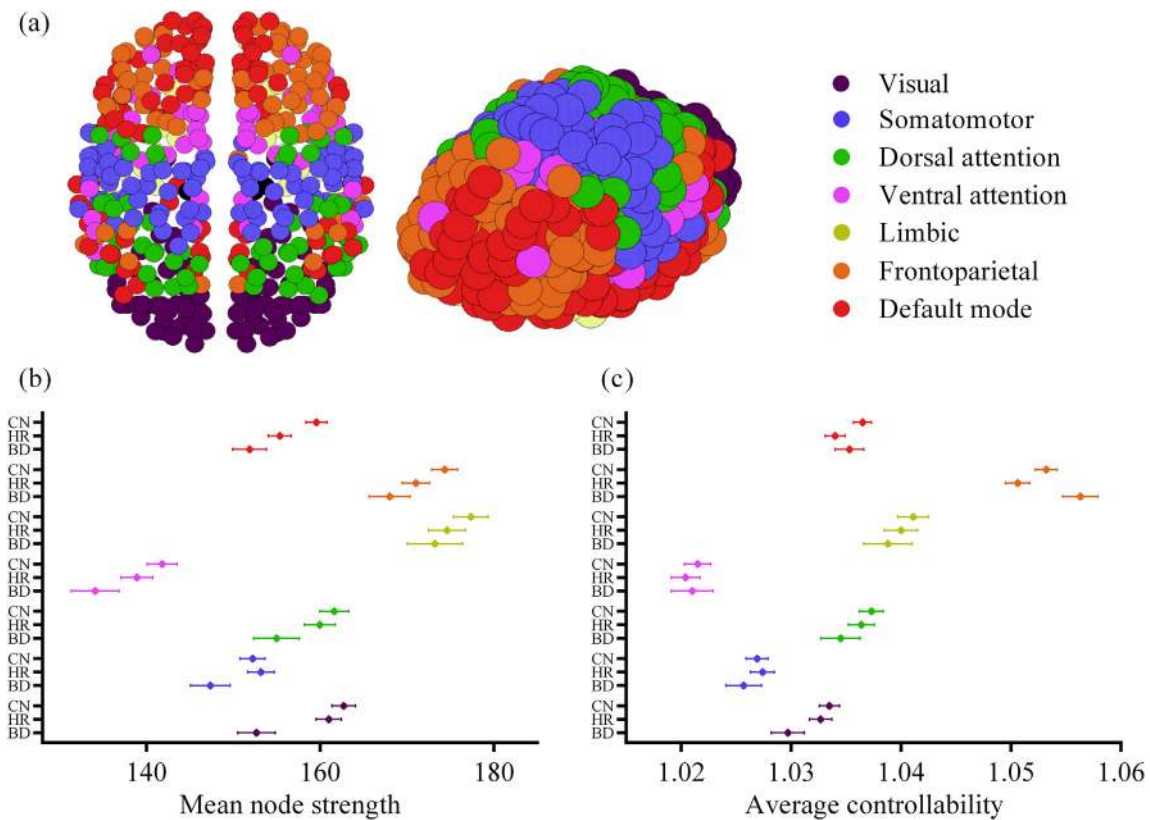 (a)
Visual
Somatomotor
Dorsal attention
Ventral attention
Limbic
Frontoparietal
Default mode
(b)
CN
HR
BD
CN
HR
BD
CN
HR
BD
CN
HR
BD
CN
HR
BD
CN
HR
BD
CN
HR
BD
140 160 180
Mean node strength
(c)
CN
HR
BD
CN
HR
BD
CN
HR
BD
CN
HR
BD
CN
HR
BD
CN
HR
BD
CN
HR
BD
1.02 1.03 1.04 1.05 1.06
Average controllability